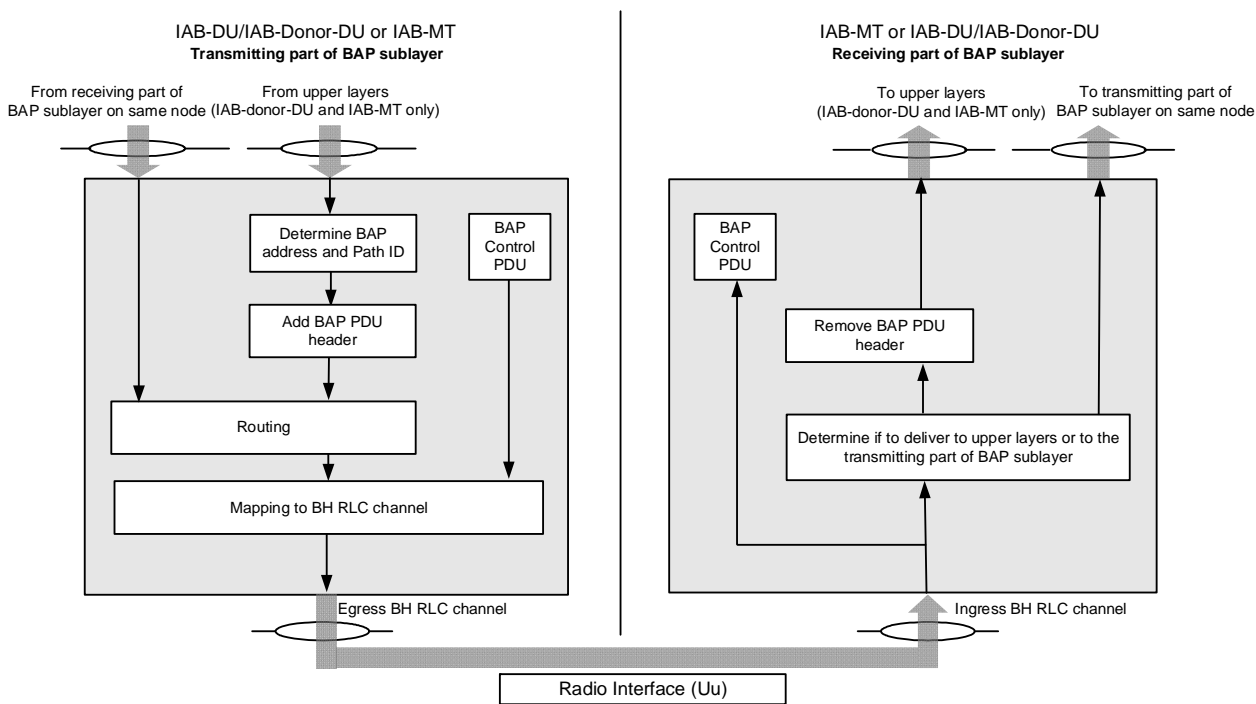 IAB-DU/IAB-Donor-DU or IAB-MT
Transmitting part of BAP sublayer
From receiving part of
BAP sublayer on same node
From upper layers
(IAB-donor-DU and IAB-MT only)
Determine BAP
address and Path ID
BAP
Control
PDU
Add BAP PDU
header
Routing
Mapping to BH RLC channel
Egress BH RLC channel
IAB-MT or IAB-DU/IAB-Donor-DU
Receiving part of BAP sublayer
To upper layers
(IAB-donor-DU and IAB-MT only)
To transmitting part of
BAP sublayer on same node
BAP
Control
PDU
Remove BAP PDU
header
Determine if to deliver to upper layers or to the
transmitting part of BAP sublayer
Ingress BH RLC channel
Radio Interface (Uu)